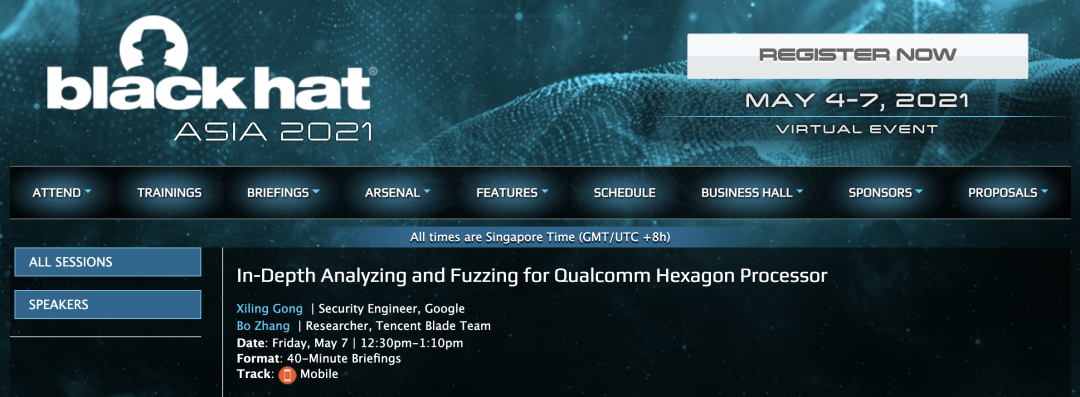 blackhat®
ASIA 2021
REGISTER NOW
MAY 4-7, 2021
VIRTUAL EVENT
ATTEND TRAININGS BRIEFINGS ARSENAL FEATURES SCHEDULE BUSINESS HALL SPONSORS PROPOSALS
All times are Singapore Time (GMT/UTC +8h)
ALL SESSIONS
SPEAKERS
In-Depth Analyzing and Fuzzing for Qualcomm Hexagon Processor
Xiling Gong | Security Engineer, Google
Bo Zhang | Researcher, Tencent Blade Team
Date: Friday, May 7 | 12:30pm-1:10pm
Format: 40-Minute Briefings
Track: Mobile